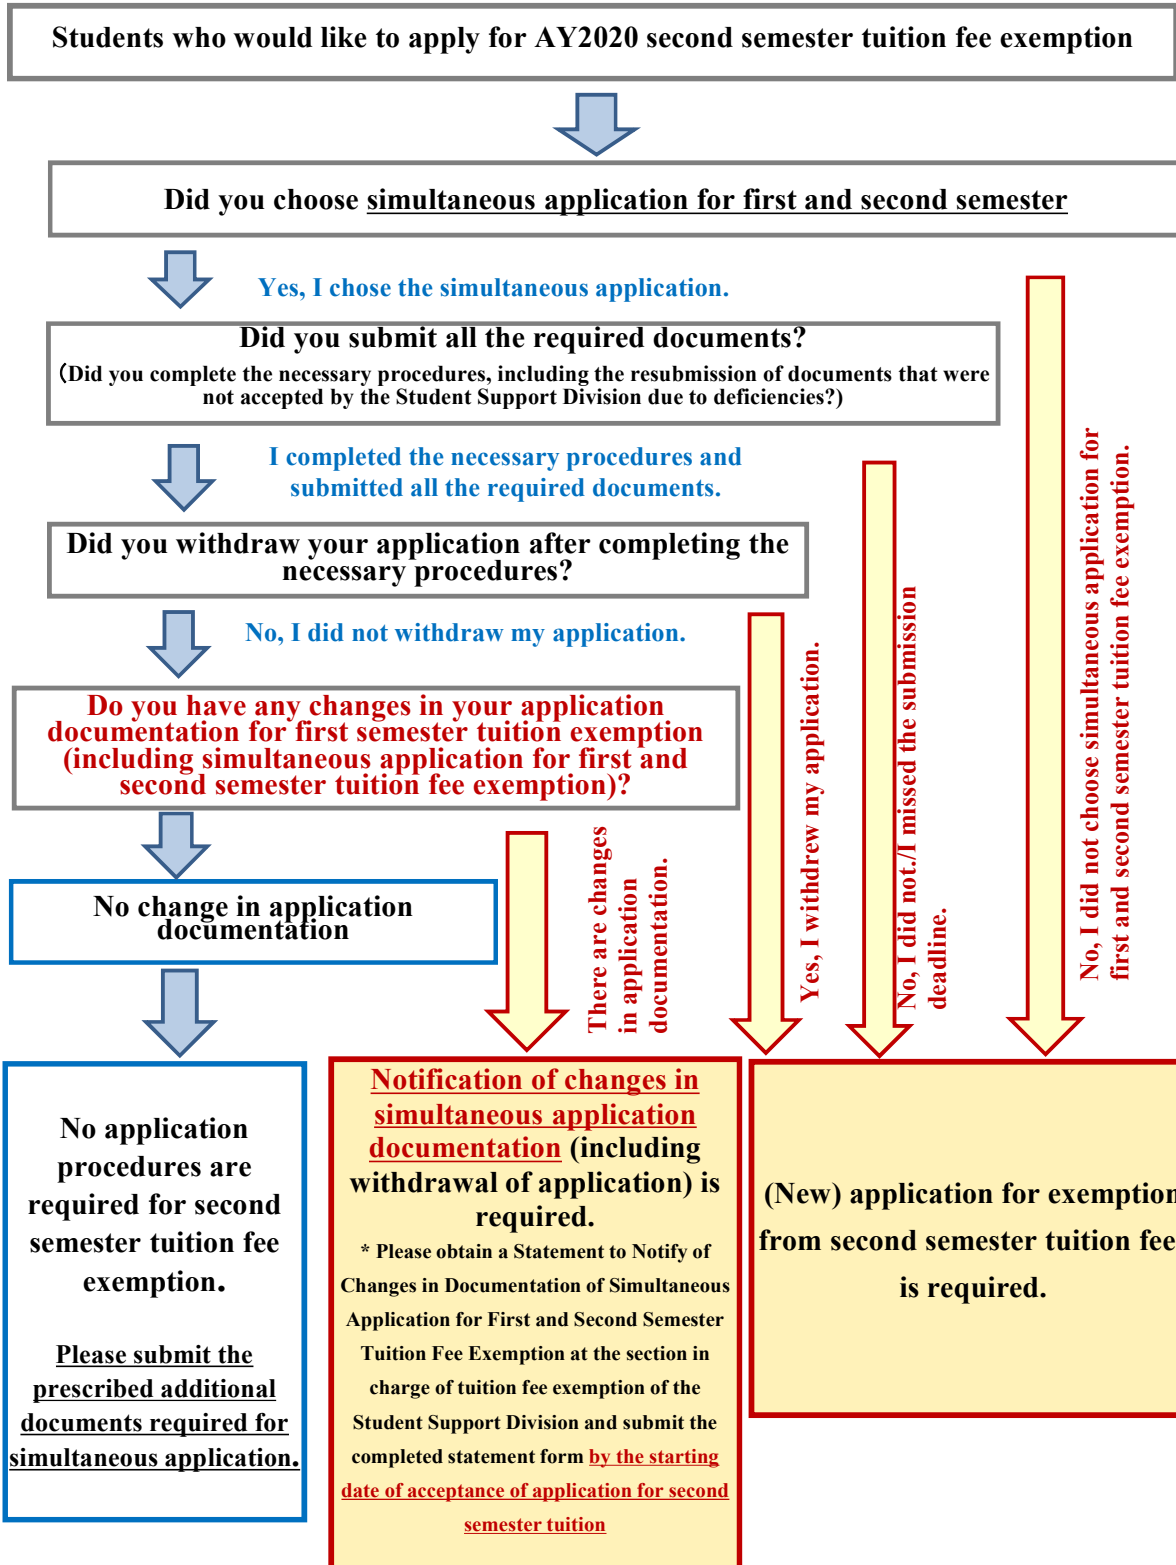 Students who would like to apply for AY2020 second semester tuition fee exemption
Did you choose simultaneous application for first and second semester
Yes, I chose the simultaneous application.
Did you submit all the required documents?
(Did you complete the necessary procedures, including the resubmission of documents that were
not accepted by the Student Support Division due to deficiencies?)
I completed the necessary procedures and
submitted all the required documents.
Did you withdraw your application after completing the
necessary procedures?
No, I did not withdraw my application.
Do you have any changes in your application
documentation for first semester tuition exemption
(including simultaneous application for first and
second semester tuition fee exemption)?
No change in application
documentation
There are changes
in application
documentation.
Yes, I withdrew my application.
No, I did not./I missed the submission
deadline.
No, I did not choose simultaneous application for
first and second semester tuition fee exemption.
No application
procedures are
required for second
semester tuition fee
exemption.
Please submit the
prescribed additional
documents required for
simultaneous application.
Notification of changes in
simultaneous application
documentation (including
withdrawal of application) is
required.
* Please obtain a Statement to Notify of
Changes in Documentation of Simultaneous
Application for First and Second Semester
Tuition Fee Exemption at the section in
charge of tuition fee exemption of the
Student Support Division and submit the
completed statement form by the starting
date of acceptance of application for second
semester tuition
(New) application for exemption
from second semester tuition fee
is required.